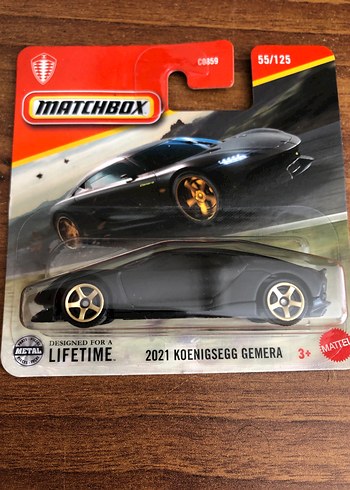 C0859
55/125
MATCHBOX
DESIGNED FOR A
LIFETIME.
METAL
2021 KOENIGSEGG GEMERA
3+
MATTEL